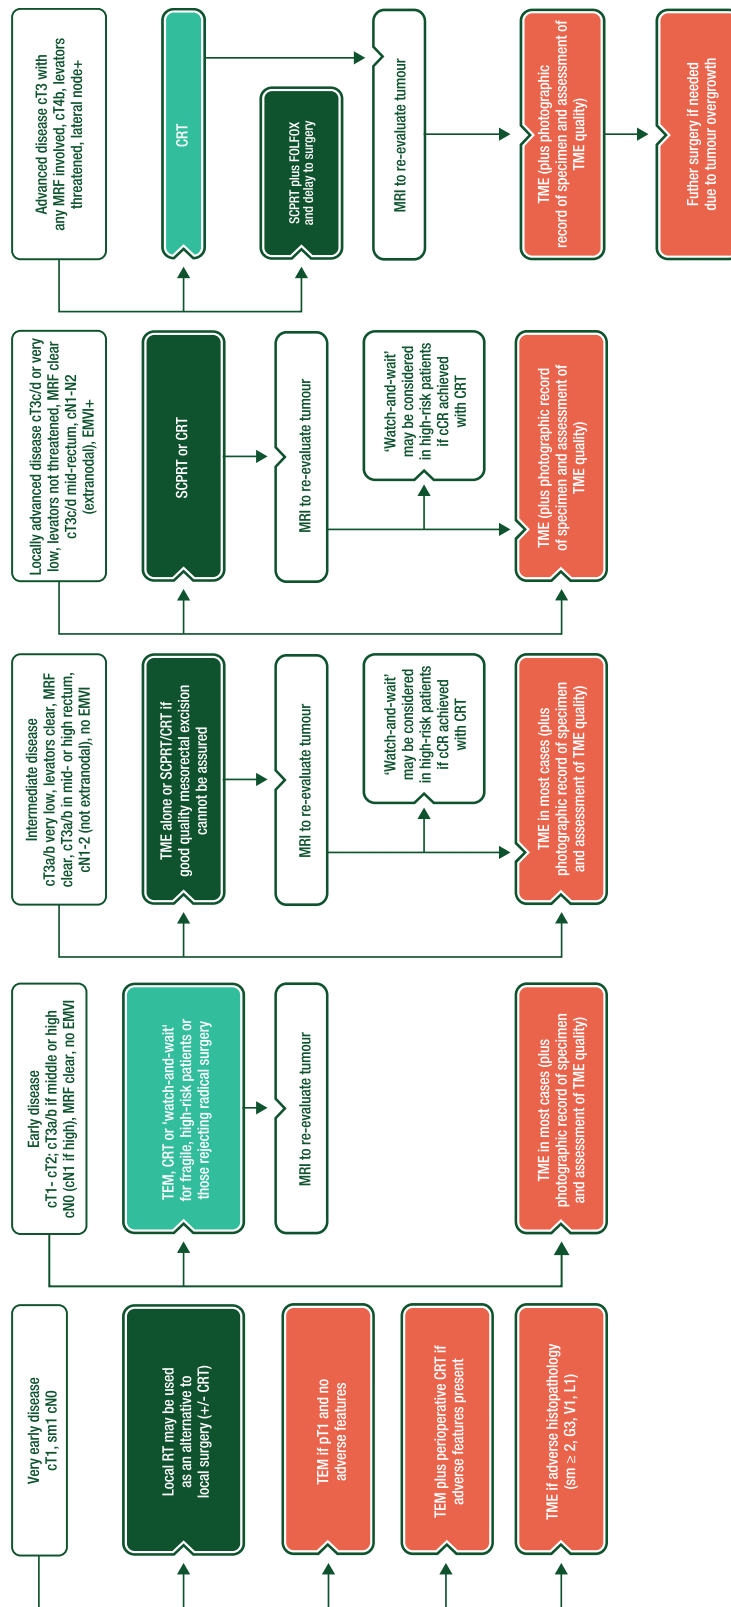 Very early disease
cT1, sm1 cN0
Local RT may be used
as an alternative to
local surgery (+/- CRT)
TEM if pT1 and no
adverse features
TEM plus perioperative CRT if
adverse features present
TME if adverse histopathology
(sm ≥ 2, G3, V1, L1)
Early disease
cT1- cT2; cT3a/b if middle or high
cN0 (cN1 if high), MRF clear, no EMVI
TEM, CRT or 'watch-and-wait'
for fragile, high-risk patients or
those rejecting radical surgery
MRI to re-evaluate tumour
TME in most cases (plus
photographic record of specimen
and assessment of TME quality)
Intermediate disease
cT3a/b very low, levators clear, MRF
clear, cT3a/b in mid- or high rectum,
cN1-2 (not extranodal), no EMVI
TME alone or SCPRT/CRT if
good quality mesorectal excision
cannot be assured
MRI to re-evaluate tumour
'Watch-and-wait'
may be considered
in high-risk patients
if cCR achieved
with CRT
TME in most cases (plus
photographic record of specimen
and assessment of TME quality)
Locally advanced disease cT3c/d or very
low, levators not threatened, MRF clear
cT3c/d mid-rectum, cN1-N2
(extranodal), EMVI+
SCPRT or CRT
MRI to re-evaluate tumour
'Watch-and-wait'
may be considered
in high-risk patients
if cCR achieved
with CRT
TME (plus photographic record
of specimen and assessment of
TME quality)
Advanced disease cT3 with
any MRF involved, cT4b, levators
threatened, lateral node+
CRT
SCPRT plus FOLFOX
and delay to surgery
MRI to re-evaluate tumour
TME (plus photographic
record of specimen and assessment of
TME quality)
Futher surgery if needed
due to tumour overgrowth